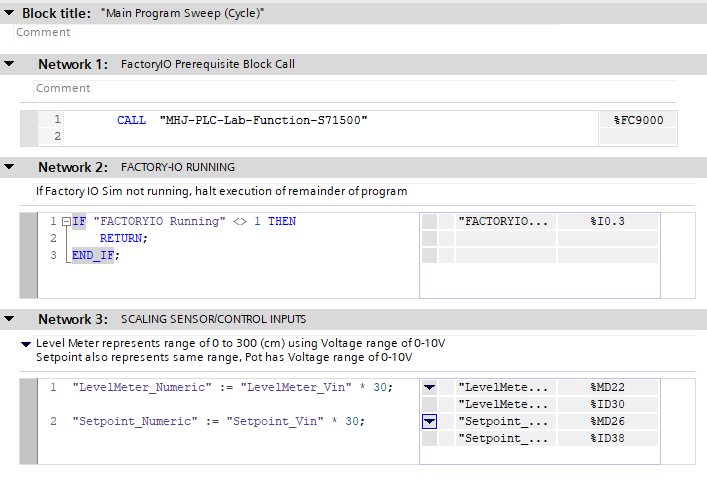 Block title: "Main Program Sweep (Cycle)"
Comment
Network 1: FactoryIO Prerequisite Block Call
Comment
1 CALL "MHJ-PLC-Lab-Function-S71500" %FC9000
2
Network 2: FACTORY-IO RUNNING
If Factory IO Sim not running, halt execution of remainder of program
1 IF "FACTORYIO Running" <> 1 THEN "FACTORYIO... %I0.3
2 RETURN;
3 END_IF;
Network 3: SCALING SENSOR/CONTROL INPUTS
Level Meter represents range of 0 to 300 (cm) using Voltage range of 0-10V
Setpoint also represents same range, Pot has Voltage range of 0-10V
1 "LevelMeter_Numeric" := "LevelMeter_Vin" * 30; "LevelMete... %MD22
"LevelMete... %ID30
2 "Setpoint_Numeric" := "Setpoint_Vin" * 30; "Setpoint_... %MD26
"Setpoint_... %ID38